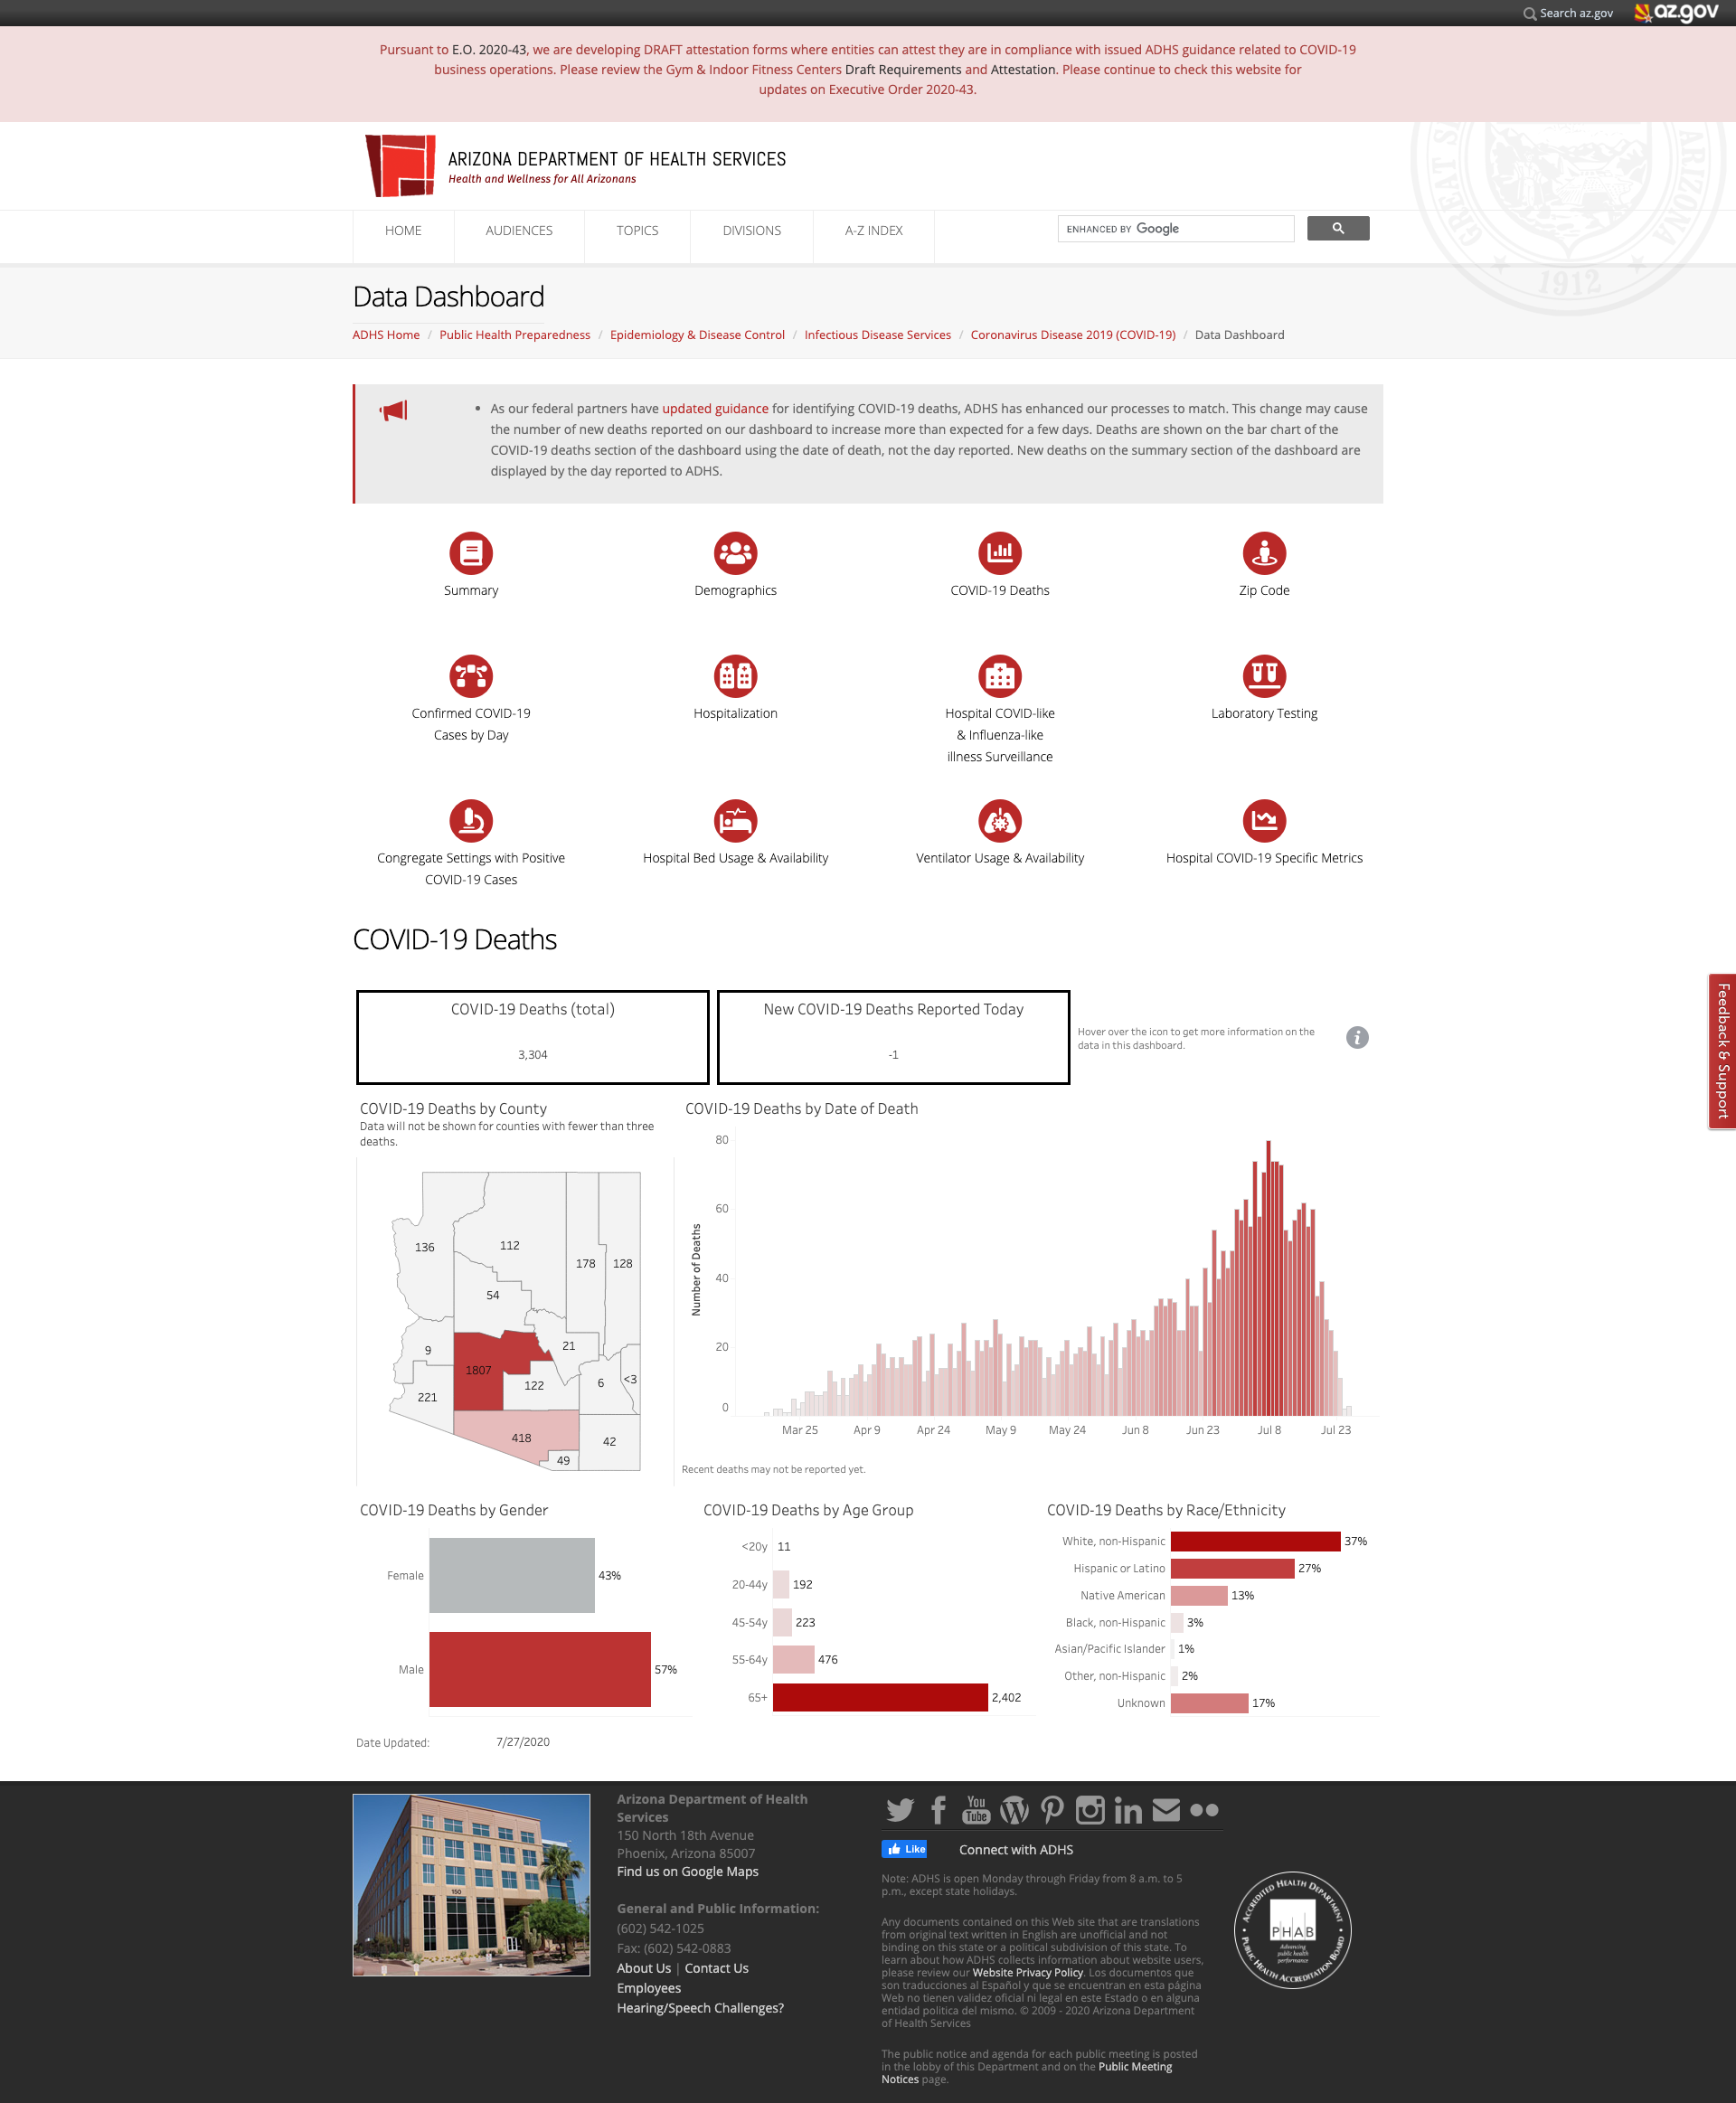 Search az.gov
az.gov
Pursuant to E.O. 2020-43, we are developing DRAFT attestation forms where entities can attest they are in compliance with issued ADHS guidance related to COVID-19
business operations. Please review the Gym & Indoor Fitness Centers Draft Requirements and Attestation. Please continue to check this website for
updates on Executive Order 2020-43.
ARIZONA DEPARTMENT OF HEALTH SERVICES
Health and Wellness for All Arizonans
GREAT
ARIZONA
1912
HOME
AUDIENCES
TOPICS
DIVISIONS
A-Z INDEX
ENHANCED BY Google
Data Dashboard
ADHS Home / Public Health Preparedness / Epidemiology & Disease Control / Infectious Disease Services / Coronavirus Disease 2019 (COVID-19) / Data Dashboard
• As our federal partners have updated guidance for identifying COVID-19 deaths, ADHS has enhanced our processes to match. This change may cause
the number of new deaths reported on our dashboard to increase more than expected for a few days. Deaths are shown on the bar chart of the
COVID-19 deaths section of the dashboard using the date of death, not the day reported. New deaths on the summary section of the dashboard are
displayed by the day reported to ADHS.
Summary
Demographics
COVID-19 Deaths
Zip Code
Confirmed COVID-19
Cases by Day
Hospitalization
Hospital COVID-like
& Influenza-like
illness Surveillance
Laboratory Testing
Congregate Settings with Positive
COVID-19 Cases
Hospital Bed Usage & Availability
Ventilator Usage & Availability
Hospital COVID-19 Specific Metrics
COVID-19 Deaths
COVID-19 Deaths (total)
3,304
New COVID-19 Deaths Reported Today
-1
Hover over the icon to get more information on the
data in this dashboard.
i
Feedback & Support
COVID-19 Deaths by County
Data will not be shown for counties with fewer than three
deaths.
136
112
178
128
54
9
21
1807
221
122
6
<3
418
42
49
COVID-19 Deaths by Date of Death
Number of Deaths
80
60
40
20
0
Mar 25
Apr 9
Apr 24
May 9
May 24
Jun 8
Jun 23
Jul 8
Jul 23
Recent deaths may not be reported yet.
COVID-19 Deaths by Gender
Female 43%
Male 57%
COVID-19 Deaths by Age Group
<20y 11
20-44y 192
45-54y 223
55-64y 476
65+ 2,402
COVID-19 Deaths by Race/Ethnicity
White, non-Hispanic 37%
Hispanic or Latino 27%
Native American 13%
Black, non-Hispanic 3%
Asian/Pacific Islander 1%
Other, non-Hispanic 2%
Unknown 17%
Date Updated: 7/27/2020
150
Arizona Department of Health
Services
150 North 18th Avenue
Phoenix, Arizona 85007
Find us on Google Maps
General and Public Information:
(602) 542-1025
Fax: (602) 542-0883
About Us | Contact Us
Employees
Hearing/Speech Challenges?
You
Tube
Like
Connect with ADHS
Note: ADHS is open Monday through Friday from 8 a.m. to 5
p.m., except state holidays.
Any documents contained on this Web site that are translations
from original text written in English are unofficial and not
binding on this state or a political subdivision of this state. To
learn about how ADHS collects information about website users,
please review our Website Privacy Policy. Los documentos que
son traducciones al Español y que se encuentran en esta página
Web no tienen validez oficial ni legal en este Estado o en alguna
entidad politica del mismo. © 2009 - 2020 Arizona Department
of Health Services
The public notice and agenda for each public meeting is posted
in the lobby of this Department and on the Public Meeting
Notices page.
ACCREDITED HEALTH DEPARTMENT
PHAB
Advancing
public health
performance
PUBLIC HEALTH ACCREDITATION BOARD